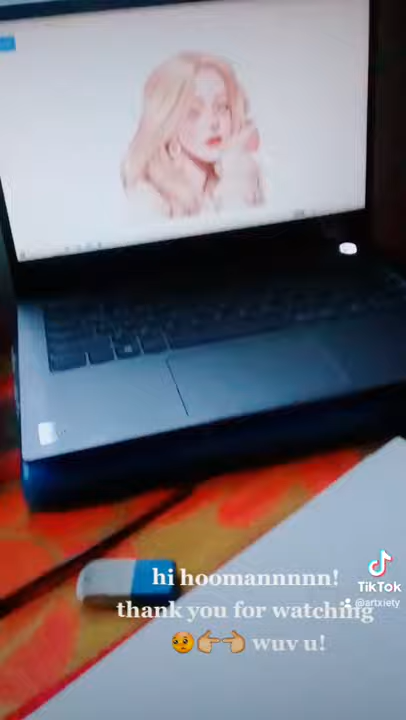 hi hoomannnnn!
thank you for watching
🥺👉👈 wuv u!
TikTok
@artxiety